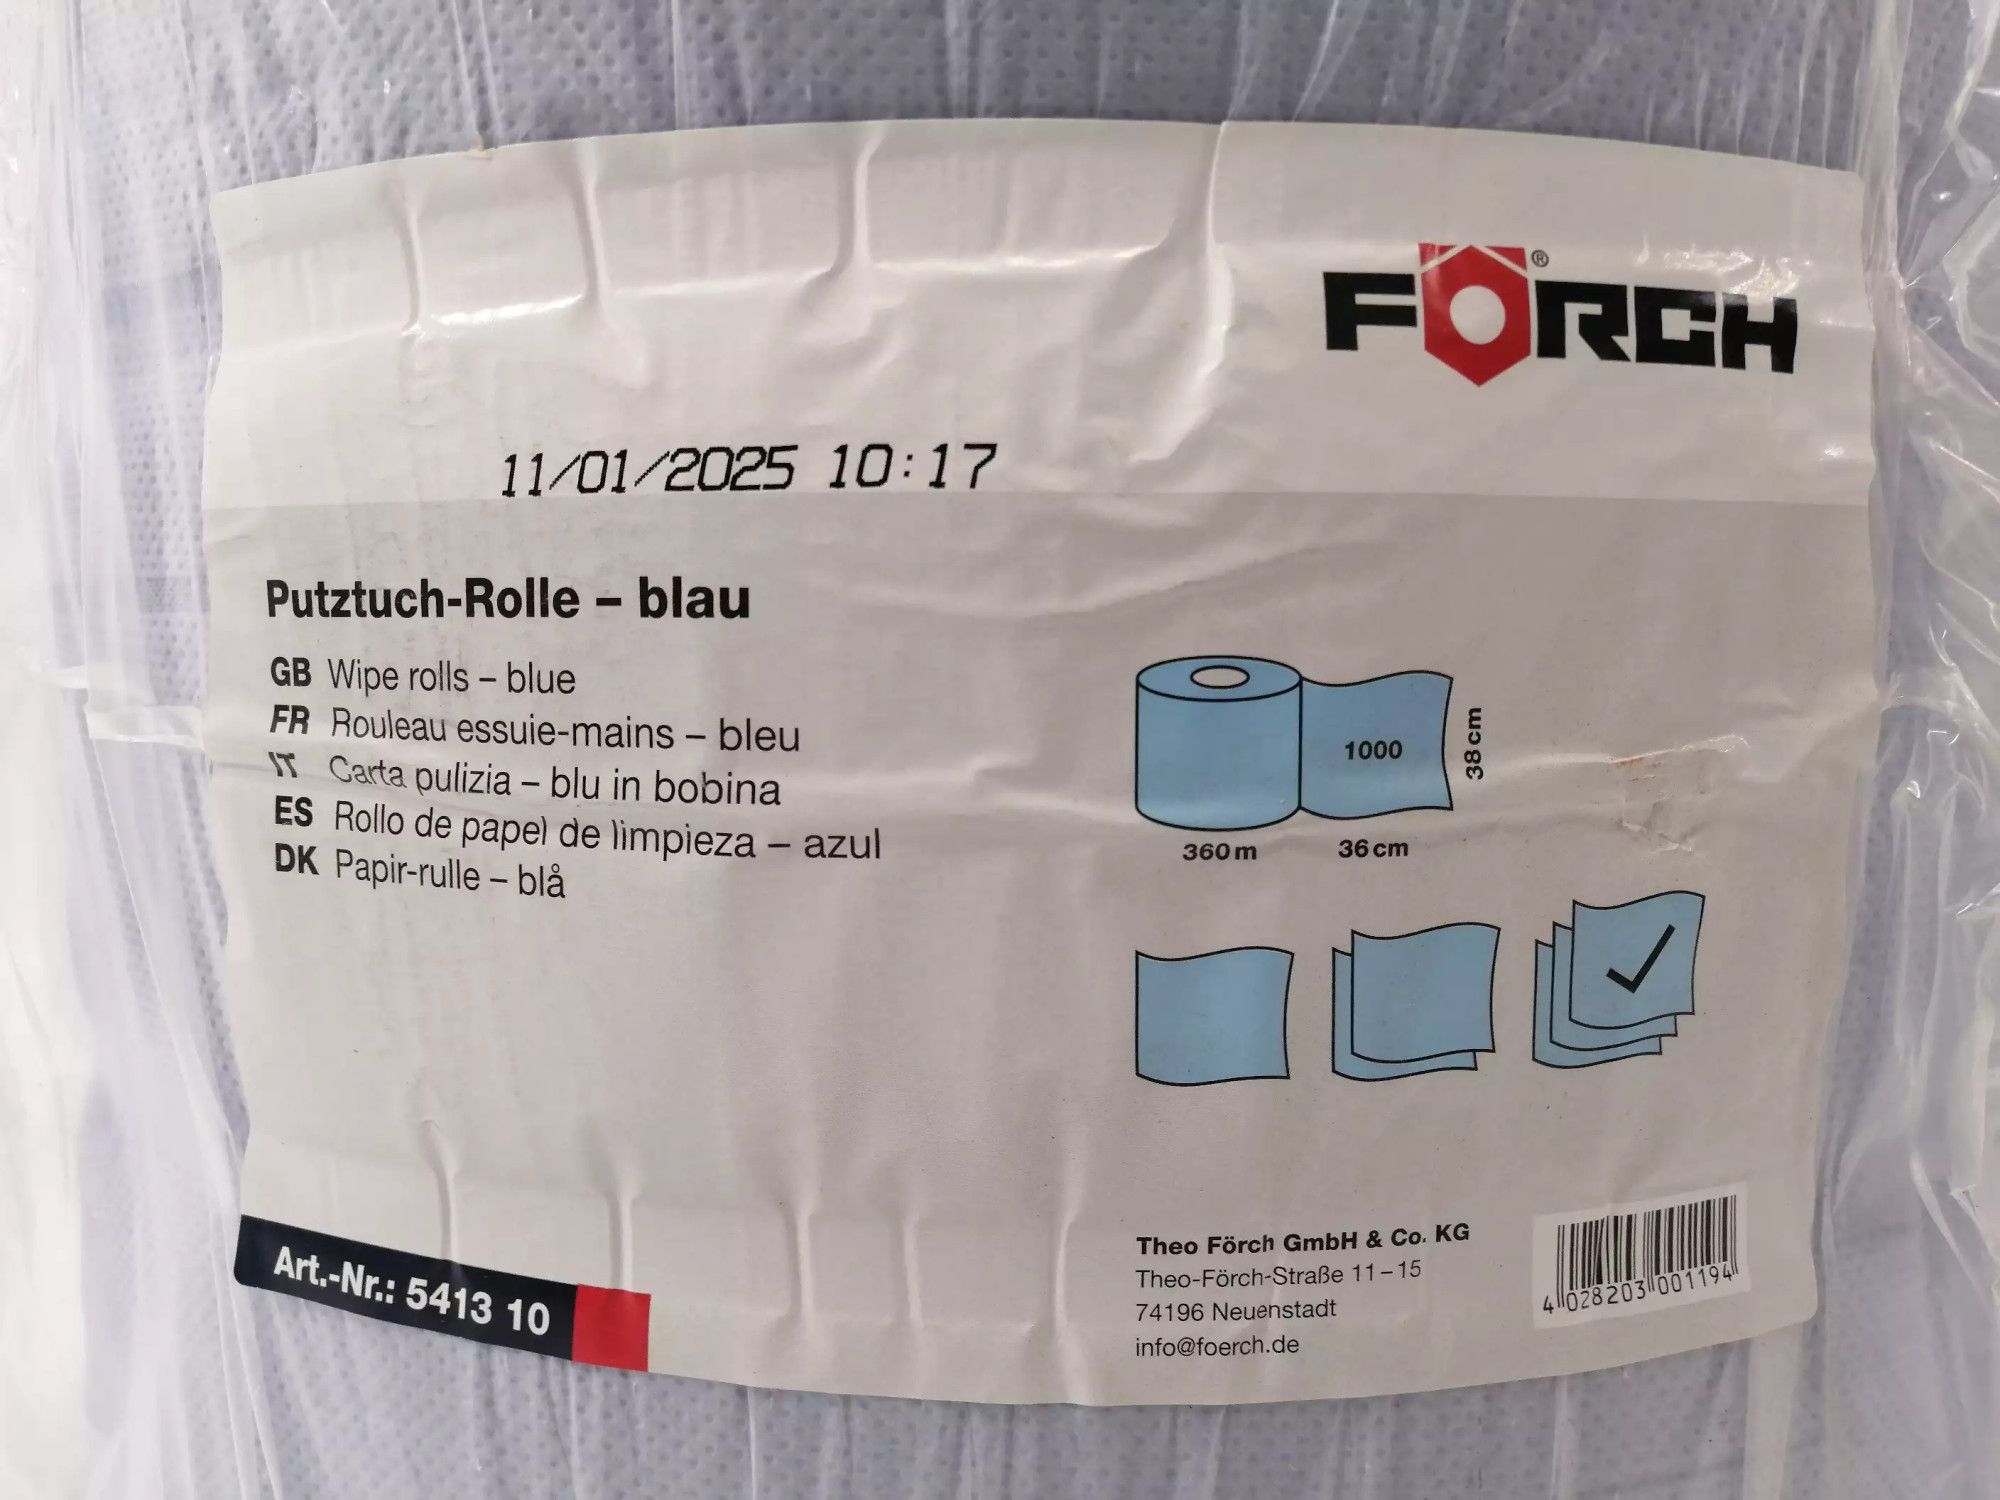 FÖRCH®
11/01/2025 10:17
Putztuch-Rolle – blau
GB Wipe rolls – blue
FR Rouleau essuie-mains – bleu
IT Carta pulizia – blu in bobina
ES Rollo de papel de limpieza – azul
DK Papir-rulle – blå
1000
38 cm
360 m
36 cm
Art.-Nr.: 5413 10
Theo Förch GmbH & Co. KG
Theo-Förch-Straße 11 – 15
74196 Neuenstadt
info@foerch.de
4 028203 001194